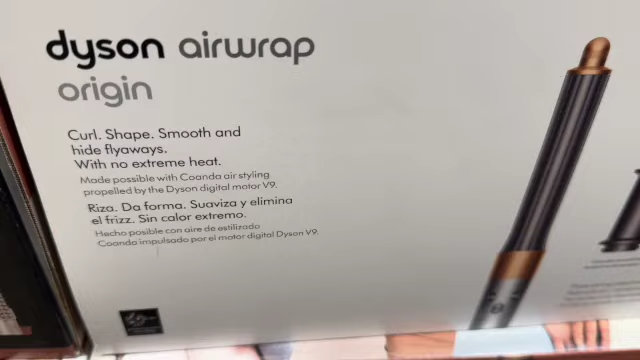 dyson airwrap
origin
Curl. Shape. Smooth and
hide flyaways.
With no extreme heat.
Made possible with Coanda air styling
propelled by the Dyson digital motor V9.
Riza. Da forma. Suaviza y elimina
el frizz. Sin calor extremo.
Hecho posible con aire de estilizado
Coanda impulsado por el motor digital Dyson V9.